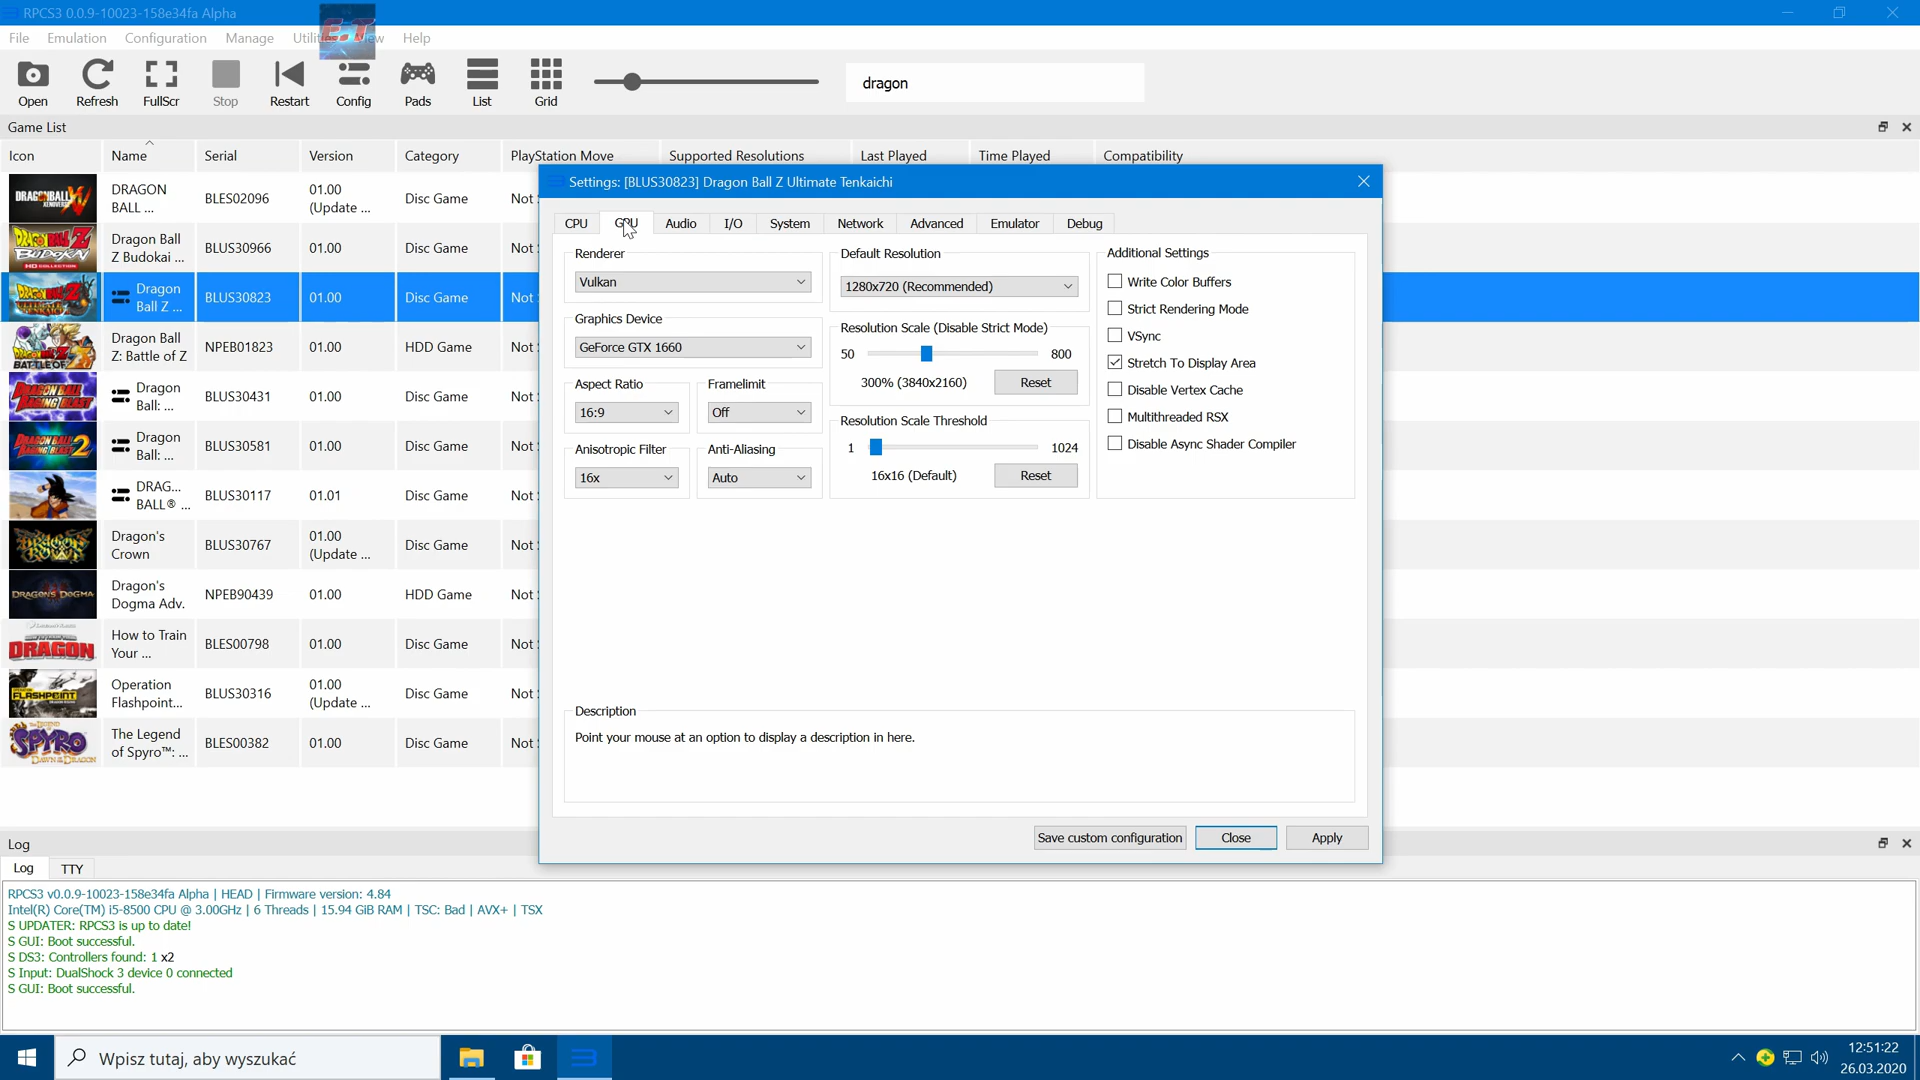 RPCS3 0.0.9-10023-158e34fa Alpha
File Emulation Configuration Manage View Help
Open Refresh FullScr Stop Restart Config Pads List Grid dragon
Game List
Icon Name Serial Version Category PlayStation Move Supported Resolutions Last Played Time Played Compatibility
DRAGON BALL ... BLES02096 01.00 (Update ... Disc Game Not
Dragon Ball Z Budokai ... BLUS30966 01.00 Disc Game Not
Dragon Ball Z ... BLUS30823 01.00 Disc Game Not
Dragon Ball Z: Battle of Z NPEB01823 01.00 HDD Game Not
Dragon Ball: ... BLUS30431 01.00 Disc Game Not
Dragon Ball: ... BLUS30581 01.00 Disc Game Not
DRAG... BALL® ... BLUS30117 01.01 Disc Game Not
Dragon's Crown BLUS30767 01.00 (Update ... Disc Game Not
Dragon's Dogma Adv. NPEB90439 01.00 HDD Game Not
How to Train Your ... BLES00798 01.00 Disc Game Not
Operation Flashpoint... BLUS30316 01.00 (Update ... Disc Game Not
The Legend of Spyro™: ... BLES00382 01.00 Disc Game Not
Settings: [BLUS30823] Dragon Ball Z Ultimate Tenkaichi
CPU GPU Audio I/O System Network Advanced Emulator Debug
Renderer
Vulkan
Graphics Device
GeForce GTX 1660
Aspect Ratio Framelimit
16:9 Off
Anisotropic Filter Anti-Aliasing
16x Auto
Default Resolution
1280x720 (Recommended)
Resolution Scale (Disable Strict Mode)
50 800
300% (3840x2160) Reset
Resolution Scale Threshold
1 1024
16x16 (Default) Reset
Additional Settings
Write Color Buffers
Strict Rendering Mode
VSync
Stretch To Display Area
Disable Vertex Cache
Multithreaded RSX
Disable Async Shader Compiler
Description
Point your mouse at an option to display a description in here.
Save custom configuration Close Apply
Log
Log TTY
RPCS3 v0.0.9-10023-158e34fa Alpha | HEAD | Firmware version: 4.84
Intel(R) Core(TM) i5-8500 CPU @ 3.00GHz | 6 Threads | 15.94 GiB RAM | TSC: Bad | AVX+ | TSX
S UPDATER: RPCS3 is up to date!
S GUI: Boot successful.
S DS3: Controllers found: 1 x2
S Input: DualShock 3 device 0 connected
S GUI: Boot successful.
Wpisz tutaj, aby wyszukać
12:51:22
26.03.2020